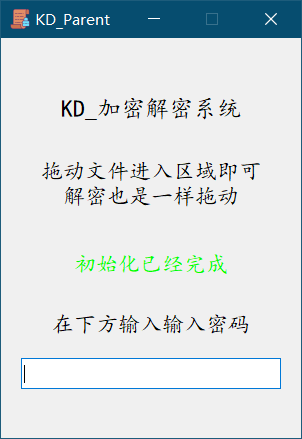 KD_Parent
KD_加密解密系统
拖动文件进入区域即可
解密也是一样拖动
初始化已经完成
在下方输入输入密码